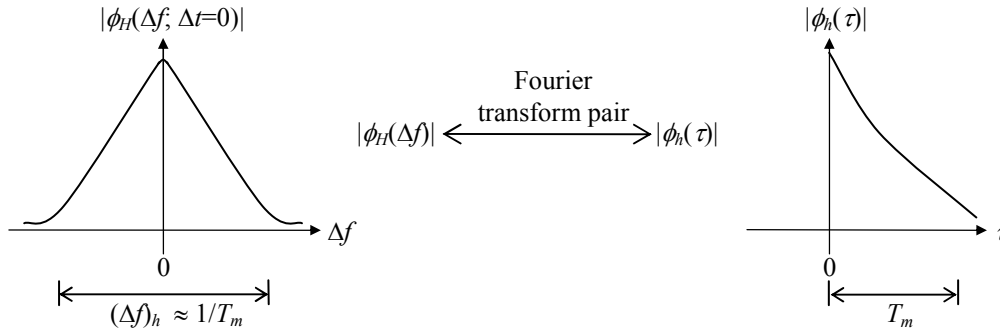 |ϕH(Δf; Δt=0)|
|ϕh(τ)|
Fourier
transform pair
|ϕH(Δf)|
|ϕh(τ)|
Δf
0
0
(Δf)h ≈ 1/Tm
Tm